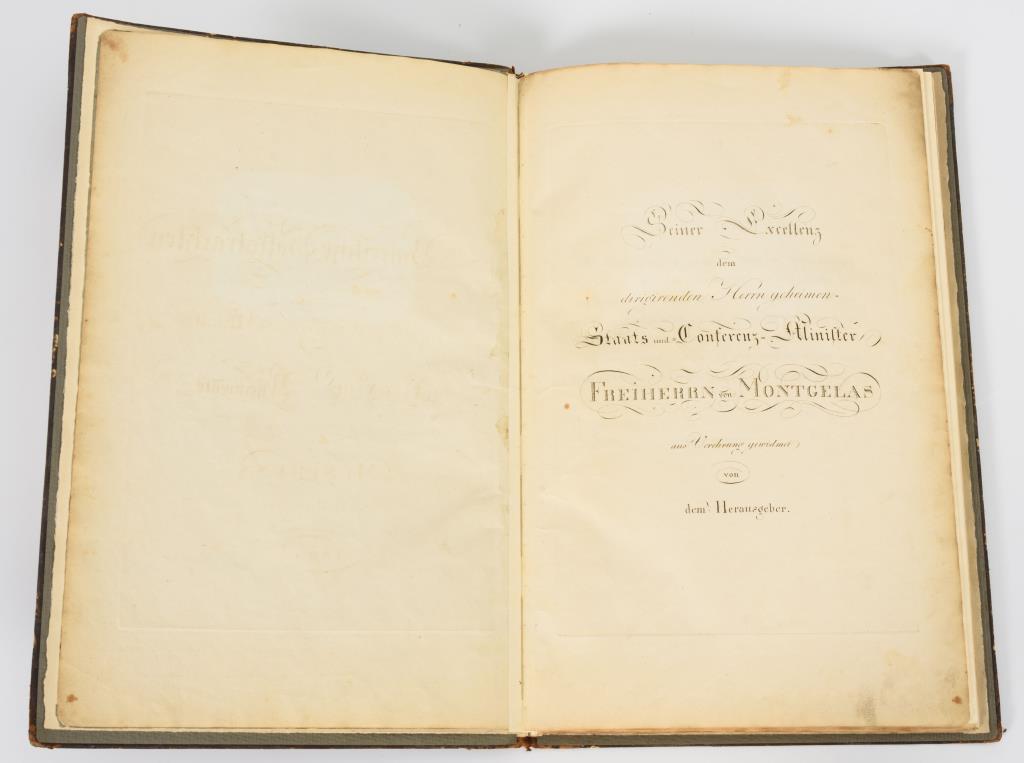 Seiner Excellenz
dem
dirigirenden Herrn geheimen-
Staats und Conferenz-Minister
FREIHERRN von MONTGELAS
aus Verehrung gewidmet
von
dem Herausgeber.